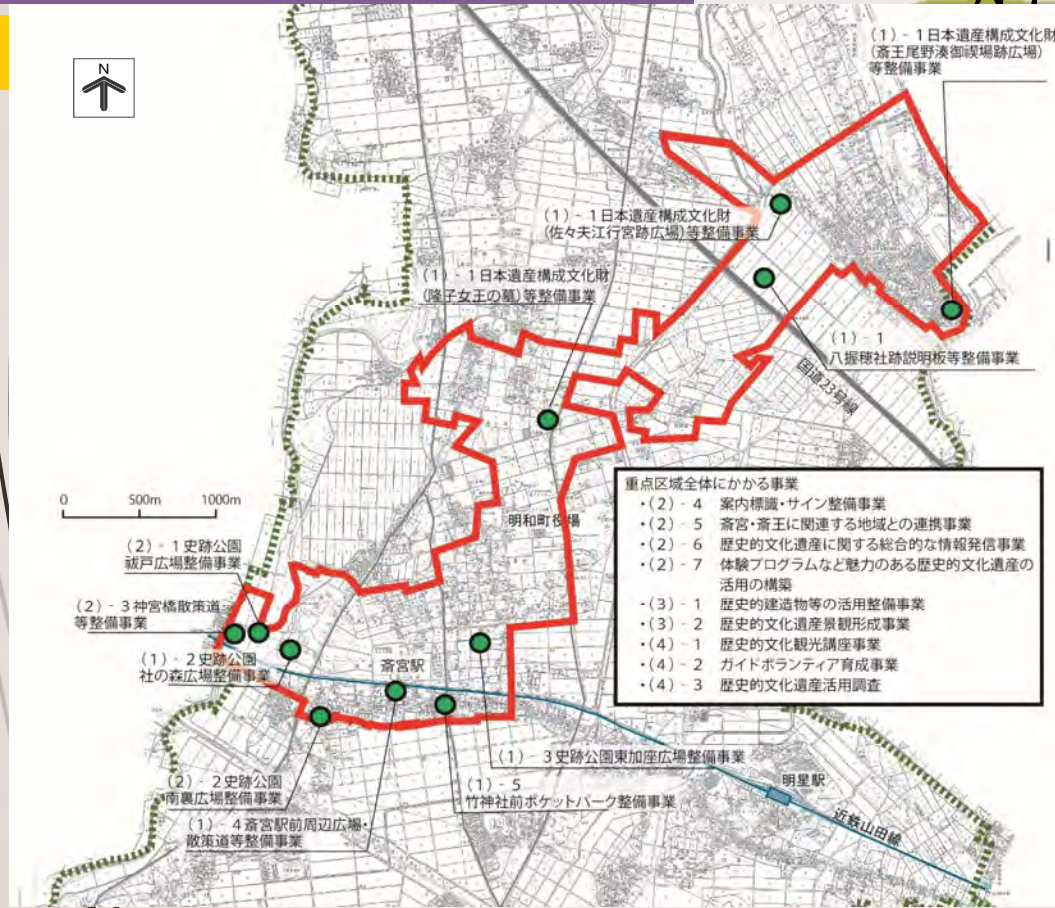 (1)-1日本遺産構成文化財
(斎王尾野湊御禊場跡広場)
等整備事業
N
(1)-1日本遺産構成文化財
(佐々夫江行宮跡広場)等整備事業
(1)-1日本遺産構成文化財
(隆子女王の墓)等整備事業
(1)-1
八握穂社跡説明板等整備事業
国道23号線
0 500m 1000m
明和町役場
重点区域全体にかかる事業
・(2)-4 案内標識・サイン整備事業
・(2)-5 斎宮・斎王に関連する地域との連携事業
・(2)-6 歴史的文化遺産に関する総合的な情報発信事業
・(2)-7 体験プログラムなど魅力のある歴史的文化遺産の
活用の構築
・(3)-1 歴史的建造物等の活用整備事業
・(3)-2 歴史的文化遺産景観形成事業
・(4)-1 歴史的文化観光講座事業
・(4)-2 ガイドボランティア育成事業
・(4)-3 歴史的文化遺産活用調査
(2)-1史跡公園
祓戸広場整備事業
(2)-3神宮橋散策道
等整備事業
(1)-2史跡公園
社の森広場整備事業
斎宮駅
(1)-3史跡公園東加座広場整備事業
(2)-2史跡公園
南裏広場整備事業
(1)-5
竹神社前ポケットパーク整備事業
(1)-4斎宮駅前周辺広場・
散策道等整備事業
明星駅
近鉄山田線